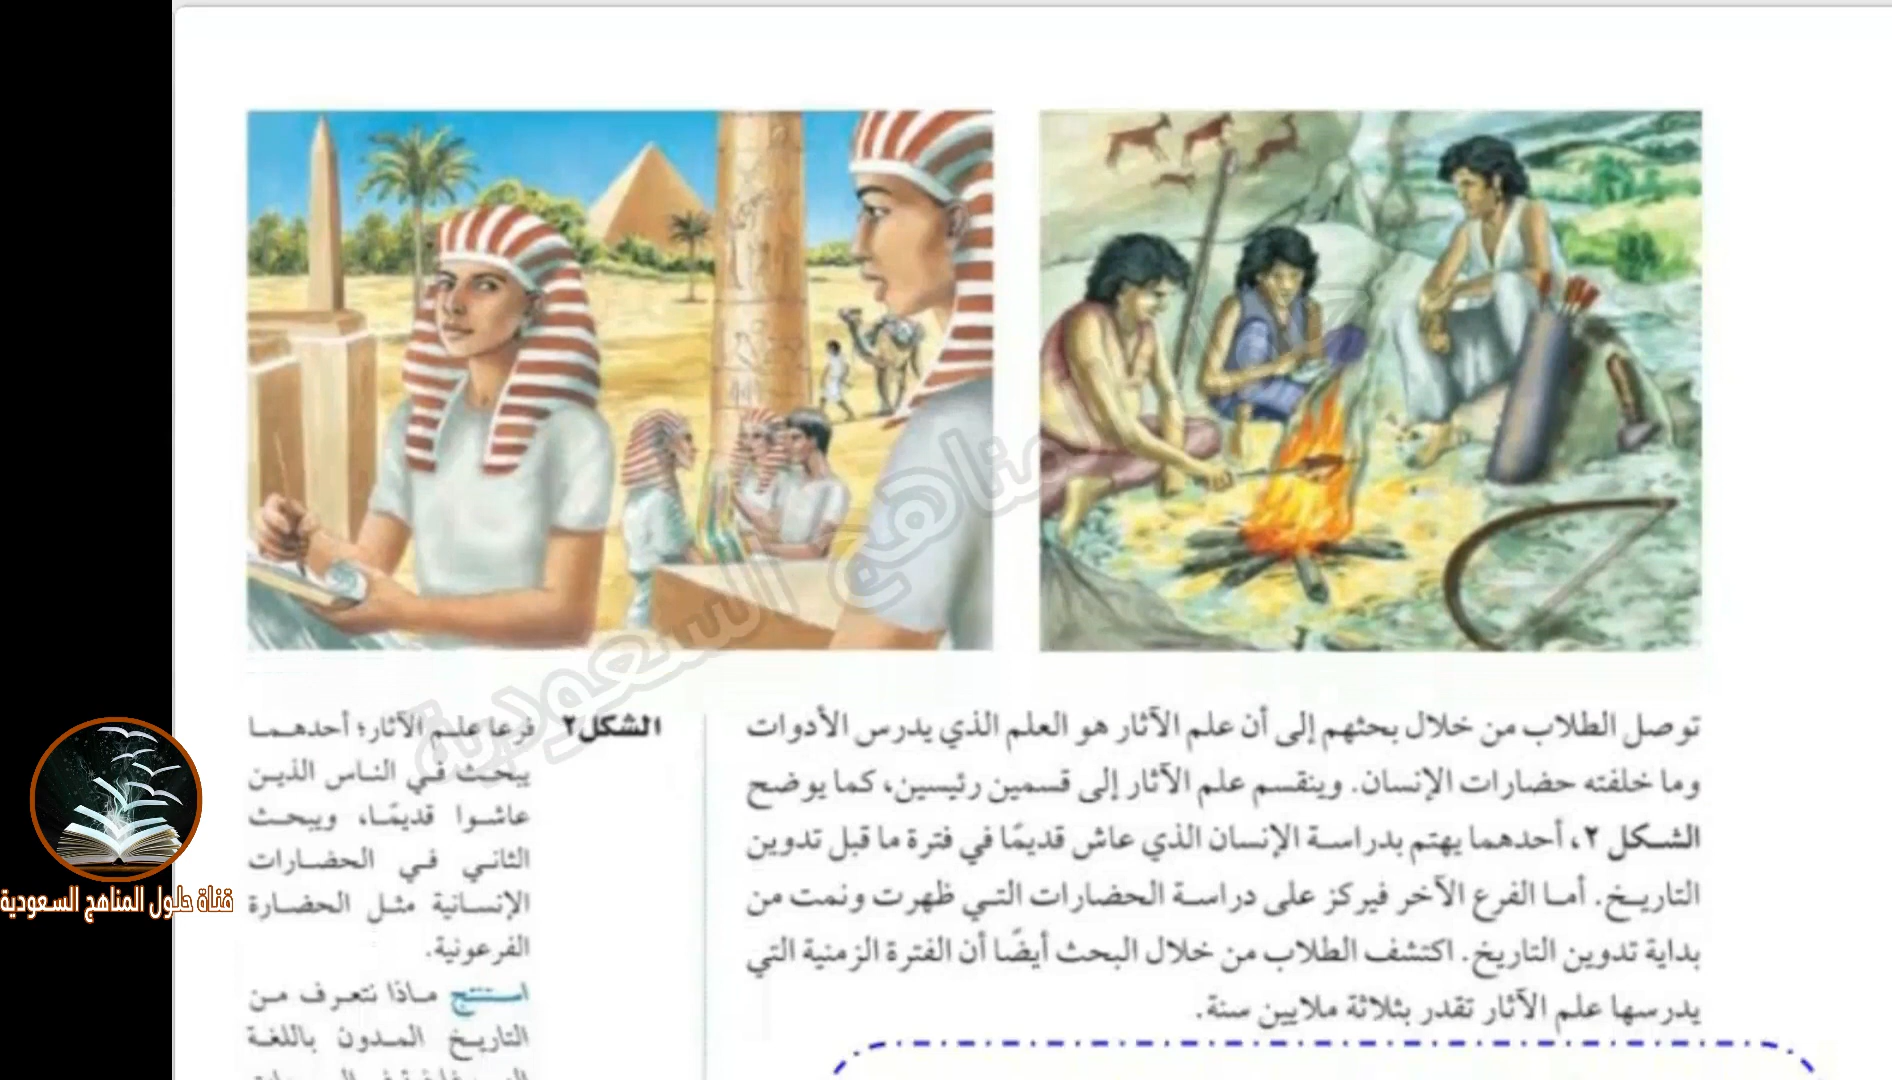 توصل الطلاب من خلال بحثهم إلى أن علم الآثار هو العلم الذي يدرس الأدوات
وما خلفته حضارات الإنسان. وينقسم علم الآثار إلى قسمين رئيسين، كما يوضح
الشكل ٢، أحدهما يهتم بدراسة الإنسان الذي عاش قديمًا في فترة ما قبل تدوين
التاريخ. أما الفرع الآخر فيركز على دراسة الحضارات التي ظهرت ونمت من
بداية تدوين التاريخ. اكتشف الطلاب من خلال البحث أيضًا أن الفترة الزمنية التي
يدرسها علم الآثار تقدر بثلاثة ملايين سنة.
الشكل٢ فرعا علم الآثار؛ أحدهما
يبحث في الناس الذين
عاشوا قديمًا، ويبحث
الثاني في الحضارات
الإنسانية مثل الحضارة
الفرعونية.
استنتج ماذا نتعرف من
التاريخ المدون باللغة
قناة حلول المناهج السعودية
المناهج السعودية